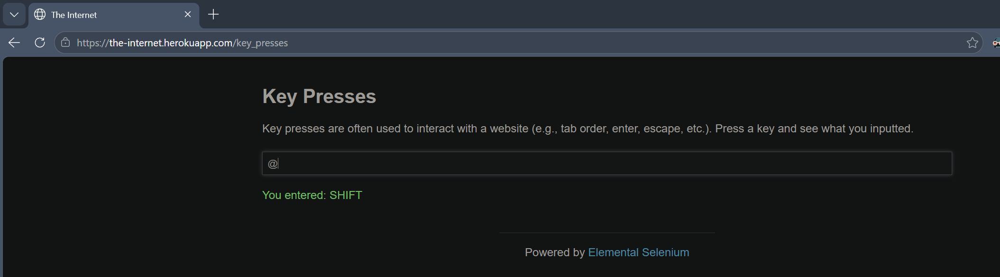 The Internet
https://the-internet.herokuapp.com/key_presses
Key Presses
Key presses are often used to interact with a website (e.g., tab order, enter, escape, etc.). Press a key and see what you inputted.
@
You entered: SHIFT
Powered by Elemental Selenium